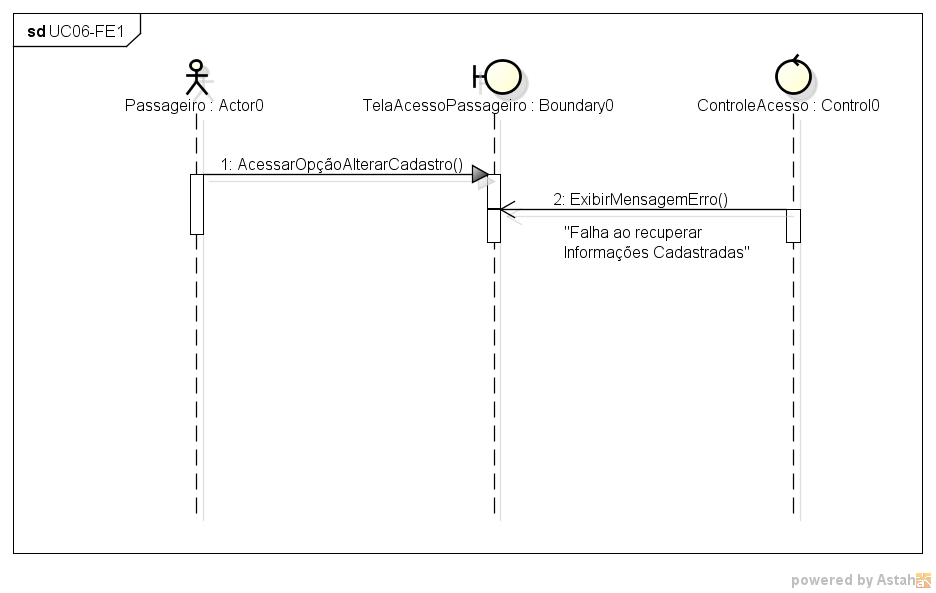 sd UC06-FE1
Passageiro : Actor0
TelaAcessoPassageiro : Boundary0
ControleAcesso : Control0
1: AcessarOpçãoAlterarCadastro()
2: ExibirMensagemErro()
"Falha ao recuperar
Informações Cadastradas"
powered by Astah